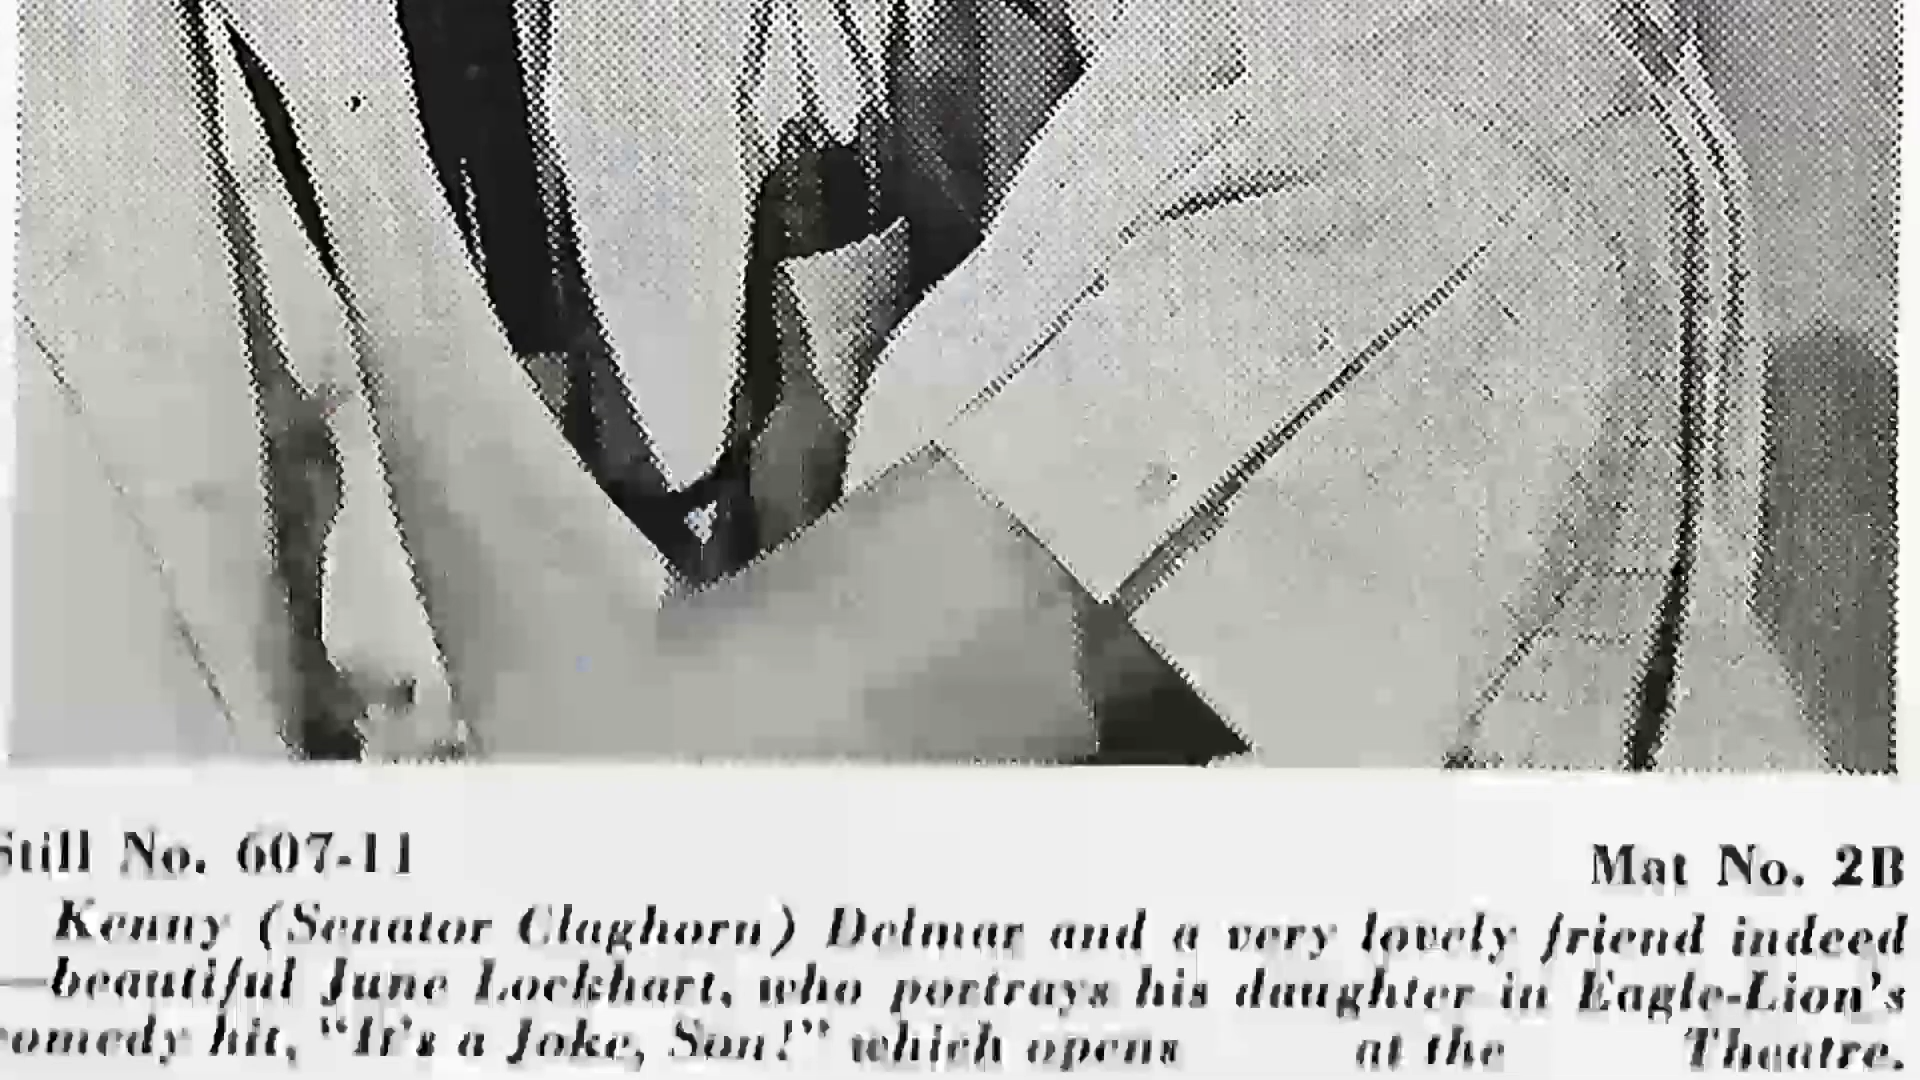 Still No. 607-11 Mat No. 2B
Kenny (Senator Claghorn) Delmar and a very lovely friend indeed
—beautiful June Lockhart, who portrays his daughter in Eagle-Lion's
comedy hit, "It's a Joke, Son!" which opens at the Theatre.